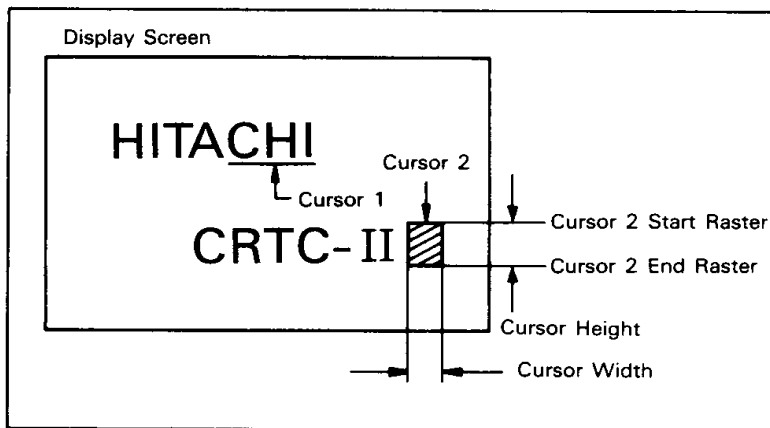 Display Screen
HITACHI
Cursor 2
Cursor 1
Cursor 2 Start Raster
CRTC-II
Cursor 2 End Raster
Cursor Height
Cursor Width